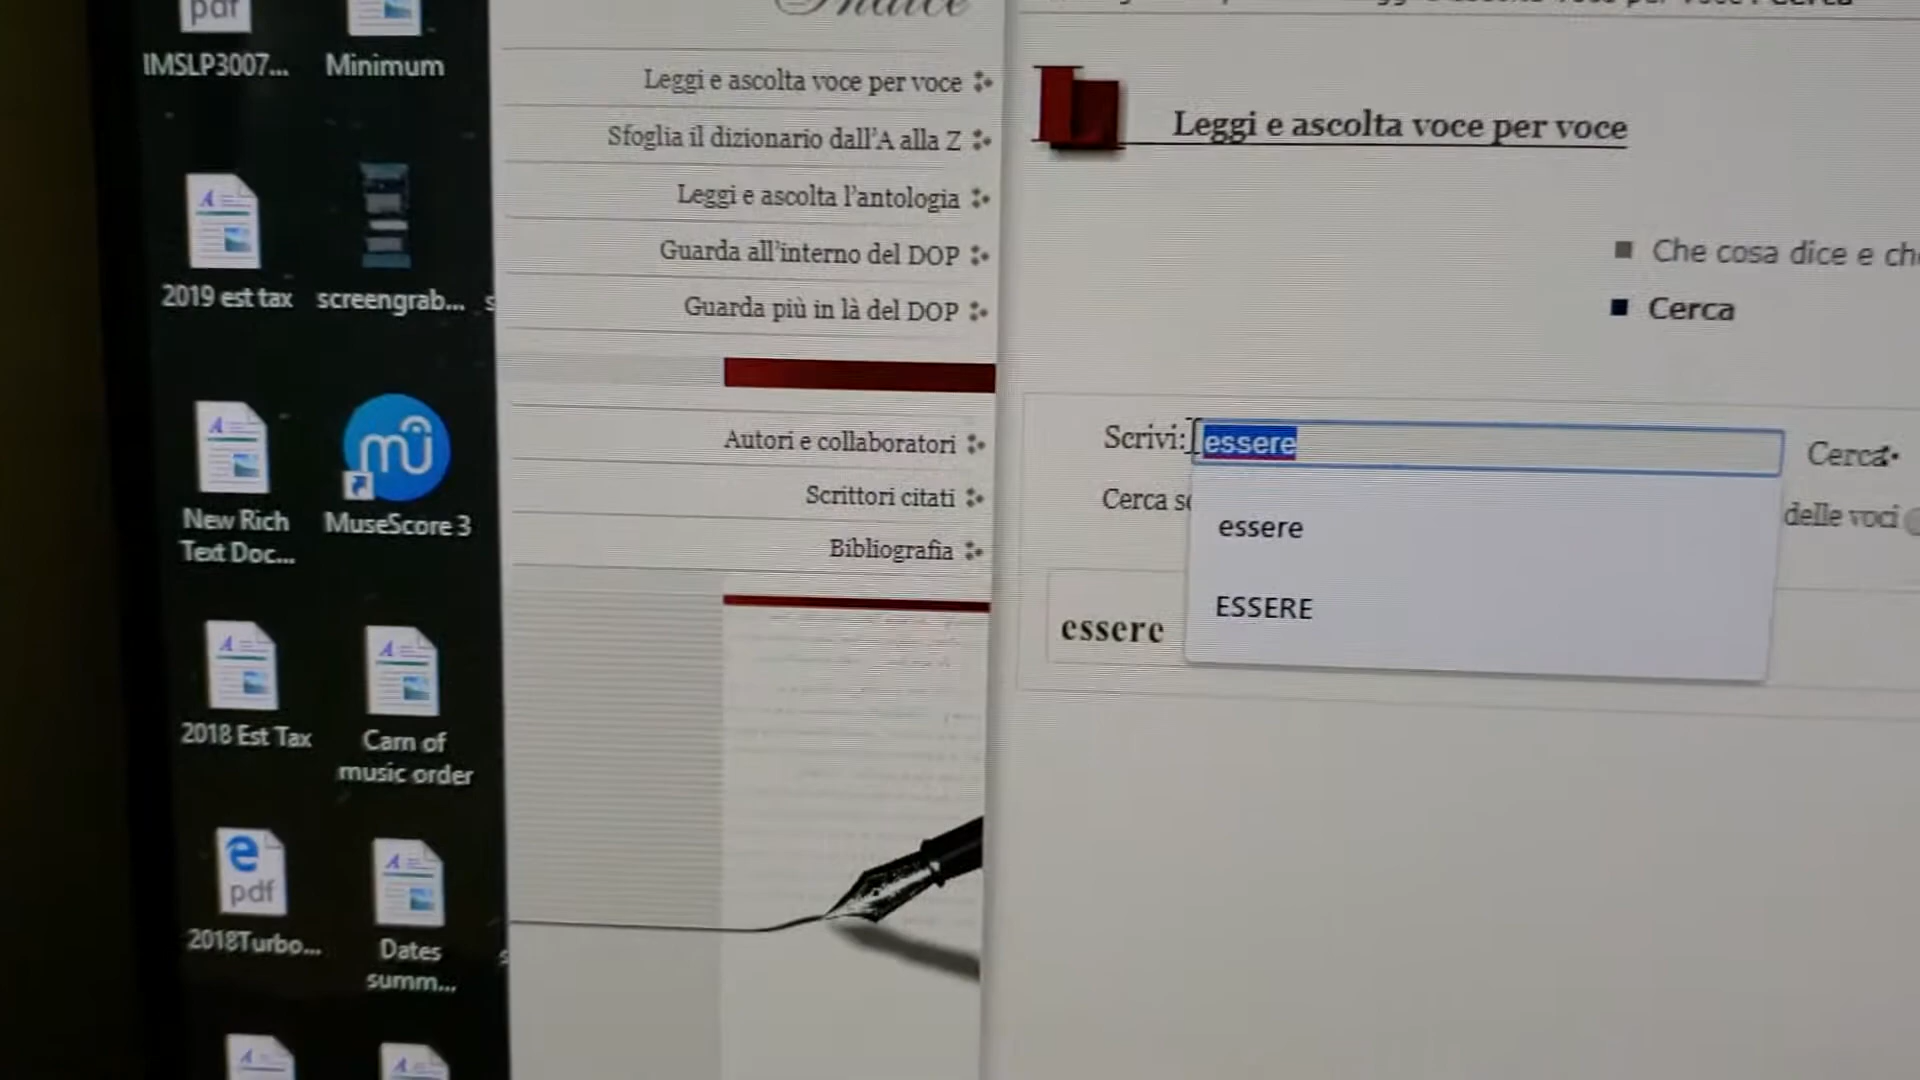 pdf
IMSLP3007...
Minimum
2019 est tax
screengrab...
New Rich
Text Doc...
MuseScore 3
2018 Est Tax
Carn of
music order
pdf
2018Turbo...
Dates
summ...
Indice
Leggi e ascolta voce per voce
Sfoglia il dizionario dall'A alla Z
Leggi e ascolta l'antologia
Guarda all'interno del DOP
Guarda più in là del DOP
Autori e collaboratori
Scrittori citati
Bibliografia
Leggi e ascolta voce per voce
Che cosa dice e ch
Cerca
Scrivi: essere
Cerca
Cerca s
delle voci
essere
ESSERE
essere